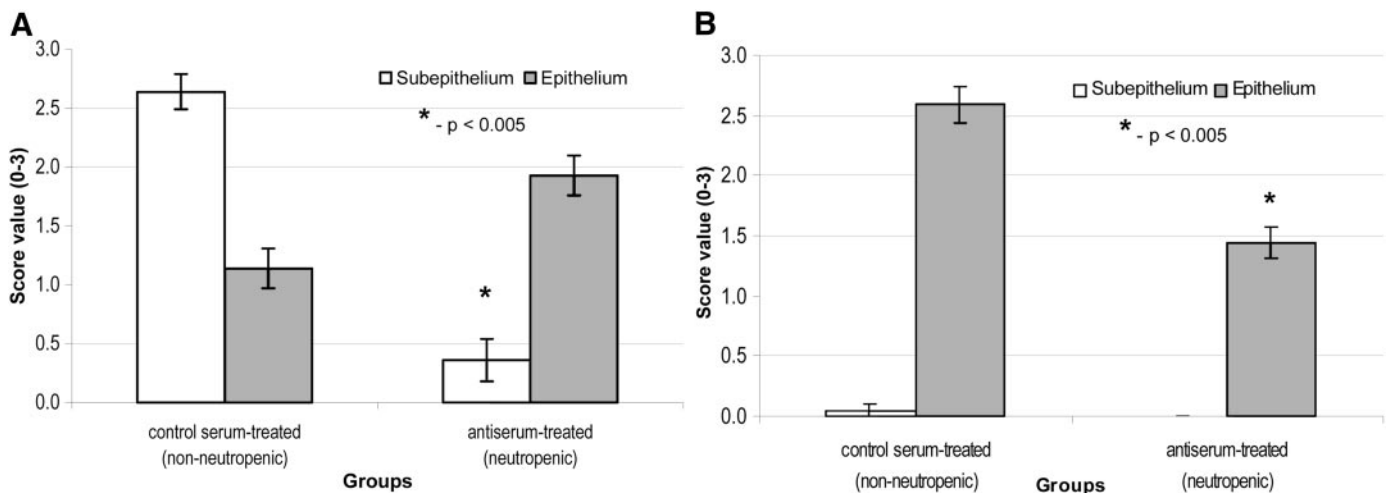 A
Score value (0-3)
3.0
2.5
2.0
1.5
1.0
0.5
0.0
Subepithelium Epithelium
* - p < 0.005
*
control serum-treated
(non-neutropenic)
antiserum-treated
(neutropenic)
Groups
B
Score value (0-3)
3.0
2.5
2.0
1.5
1.0
0.5
0.0
Subepithelium Epithelium
* - p < 0.005
*
control serum-treated
(non-neutropenic)
antiserum-treated
(neutropenic)
Groups